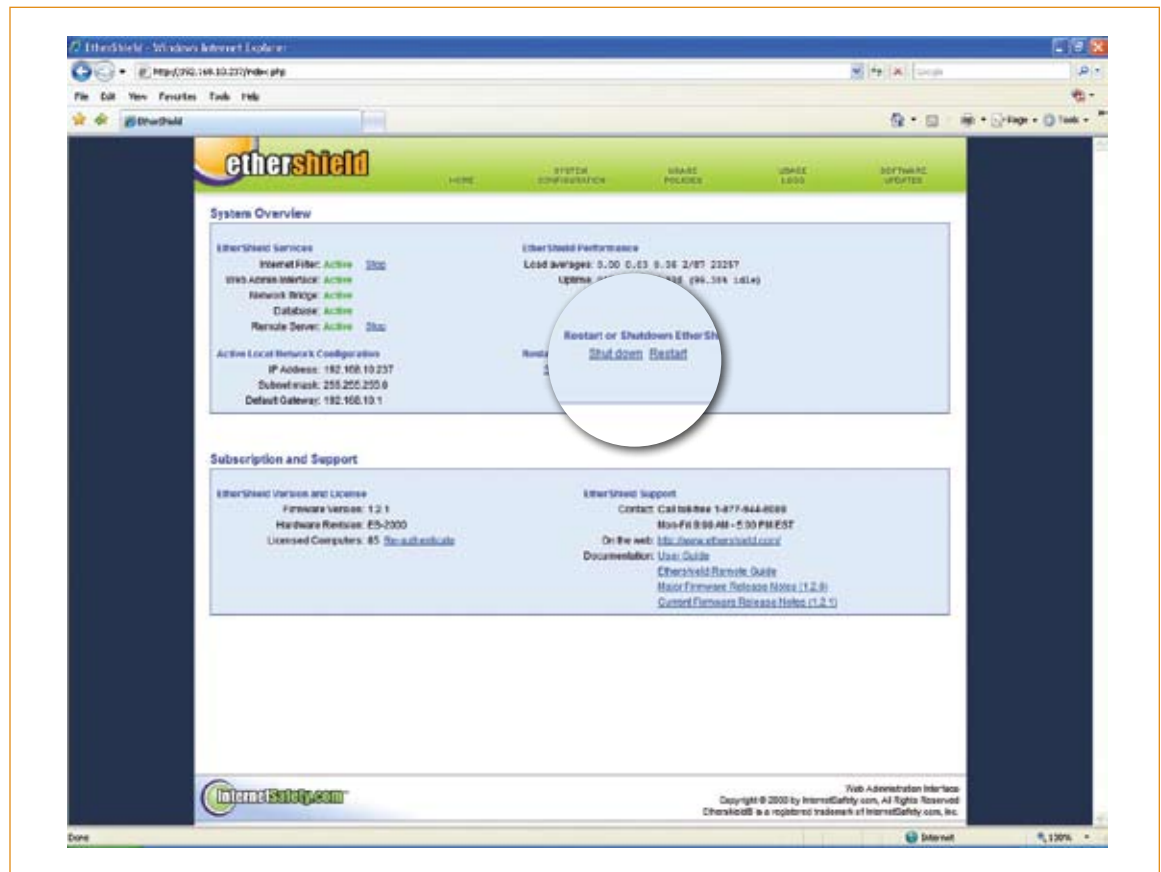 EtherShield - Windows Internet Explorer
http://192.168.10.237/index.php
File Edit View Favorites Tools Help
EtherShield
Page Tools
ethershield
HOME
SYSTEM CONFIGURATION
USAGE POLICIES
USAGE LOGS
SOFTWARE UPDATES
System Overview
EtherShield Services
Internet Filter: Active Stop
Web Admin Interface: Active
Network Bridge: Active
Database: Active
Remote Server: Active Stop
Active Local Network Configuration
IP Address: 192.168.10.237
Subnet mask: 255.255.255.0
Default Gateway: 192.168.10.1
EtherShield Performance
Load averages: 0.00 0.03 0.36 2/87 23257
Uptime:
idle)
Restart or Shutdown EtherSh
Shut down Restart
Subscription and Support
EtherShield Version and License
Firmware Version: 1.2.1
Hardware Revision: ES-2000
Licensed Computers: 85 Re-authenticate
EtherShield Support
Contact: Call toll-free 1-877-944-8080
Mon-Fri 9:00 AM - 5:00 PM EST
On the web: http://www.ethershield.com/
Documentation: User Guide
Ethershield Remote Guide
Major Firmware Release Notes (1.2.0)
Current Firmware Release Notes (1.2.1)
InternetSafety.com
Web Administration Interface
Copyright © by InternetSafety.com, All Rights Reserved
Ethershield® is a registered trademark of InternetSafety.com, Inc.
Done
Internet